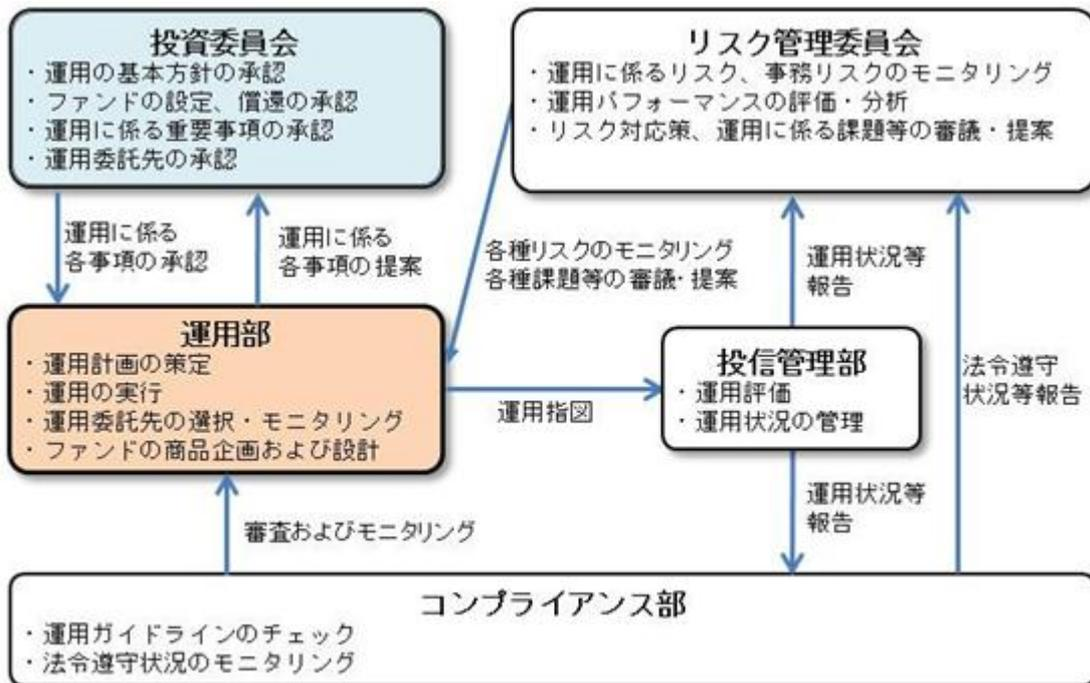 投資委員会
・運用の基本方針の承認
・ファンドの設定、償還の承認
・運用に係る重要事項の承認
・運用委託先の承認
リスク管理委員会
・運用に係るリスク、事務リスクのモニタリング
・運用パフォーマンスの評価・分析
・リスク対応策、運用に係る課題等の審議・提案
運用に係る
各事項の承認
運用に係る
各事項の提案
各種リスクのモニタリング
各種課題等の審議・提案
運用状況等
報告
運用部
・運用計画の策定
・運用の実行
・運用委託先の選択・モニタリング
・ファンドの商品企画および設計
運用指図
投信管理部
・運用評価
・運用状況の管理
法令遵守
状況等報告
審査およびモニタリング
運用状況等
報告
コンプライアンス部
・運用ガイドラインのチェック
・法令遵守状況のモニタリング